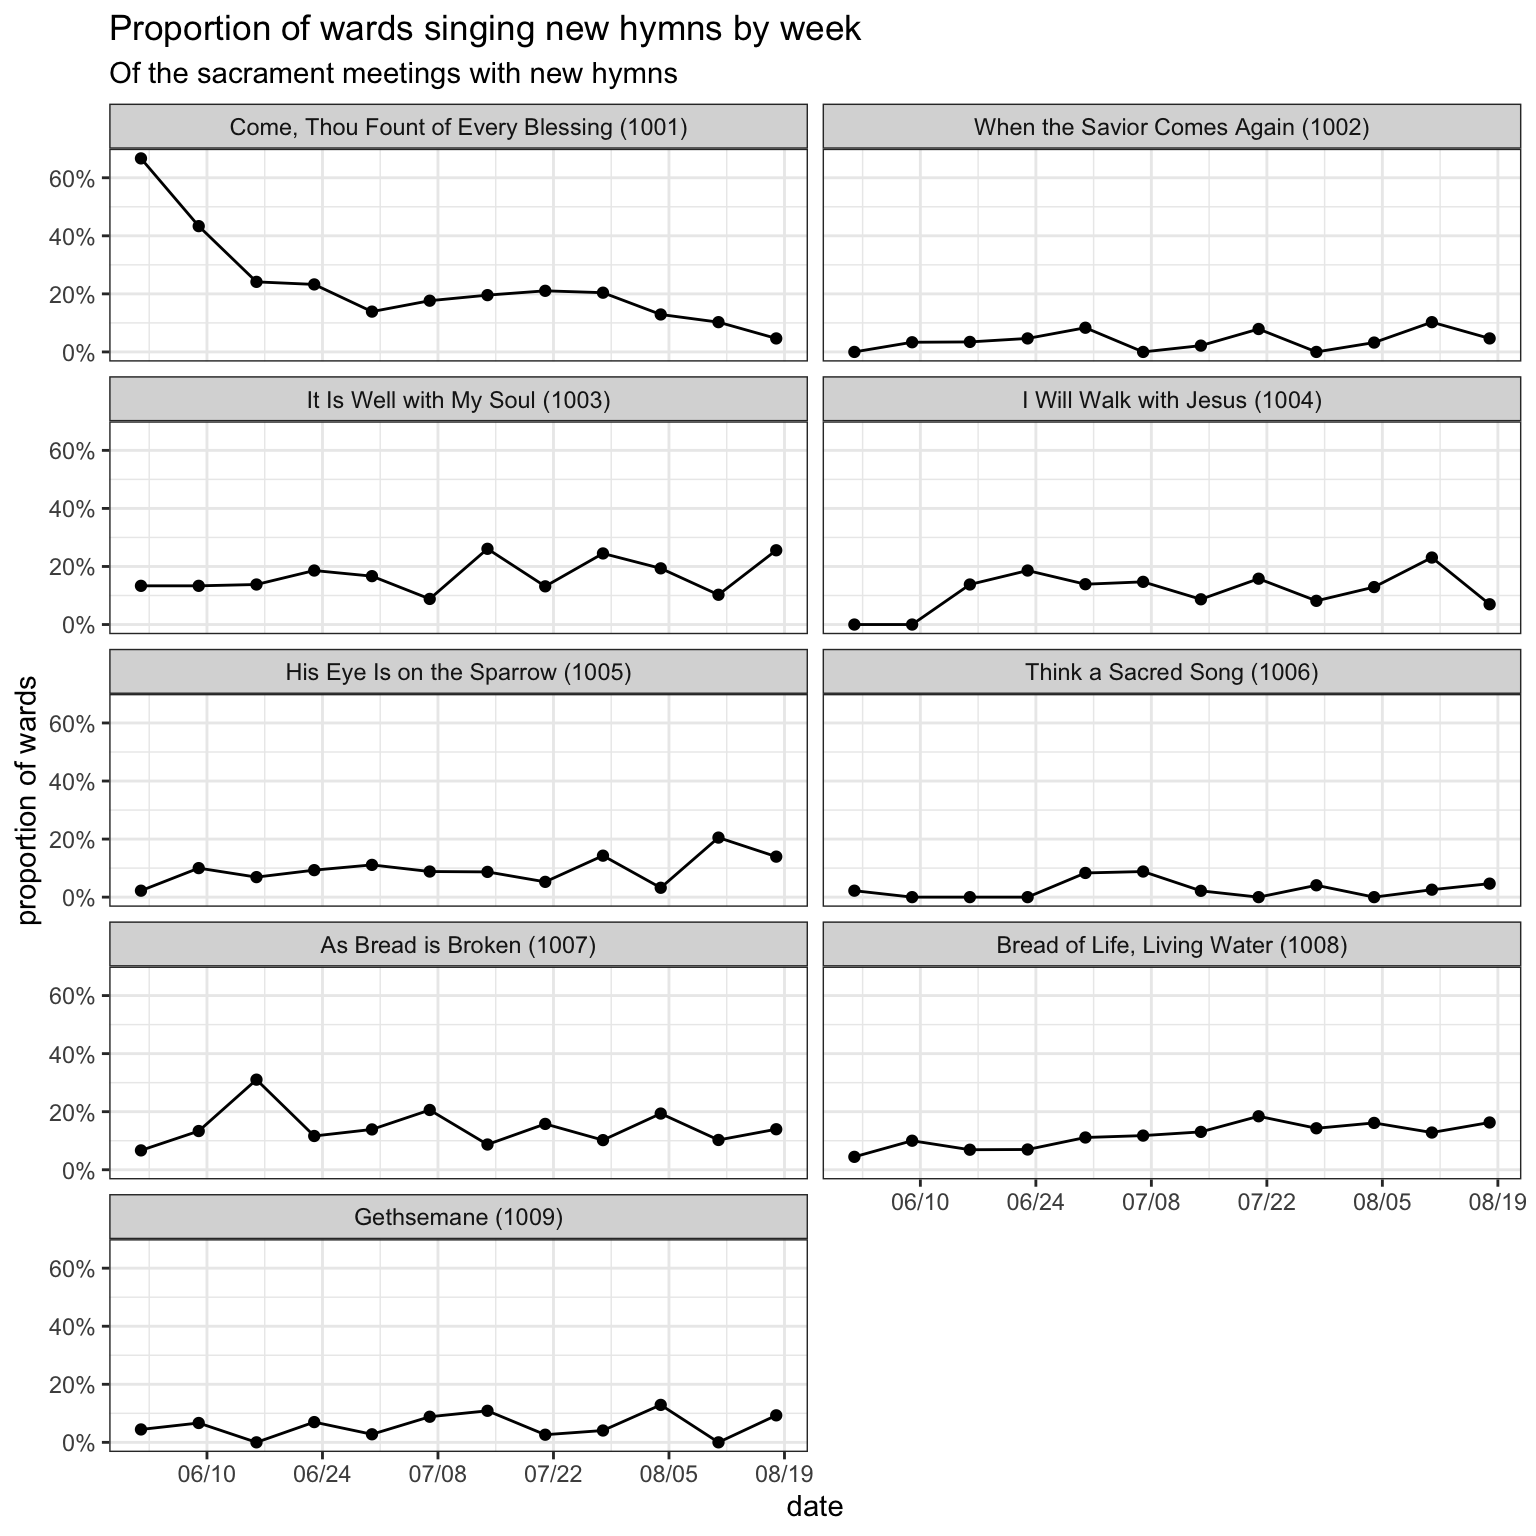 Proportion of wards singing new hymns by week
Of the sacrament meetings with new hymns
Come, Thou Fount of Every Blessing (1001)
When the Savior Comes Again (1002)
60%
40%
20%
0%
It Is Well with My Soul (1003)
I Will Walk with Jesus (1004)
60%
40%
20%
0%
His Eye Is on the Sparrow (1005)
Think a Sacred Song (1006)
60%
40%
20%
0%
As Bread is Broken (1007)
Bread of Life, Living Water (1008)
60%
40%
20%
0%
06/10 06/24 07/08 07/22 08/05 08/19
Gethsemane (1009)
60%
40%
20%
0%
06/10 06/24 07/08 07/22 08/05 08/19
date
proportion of wards